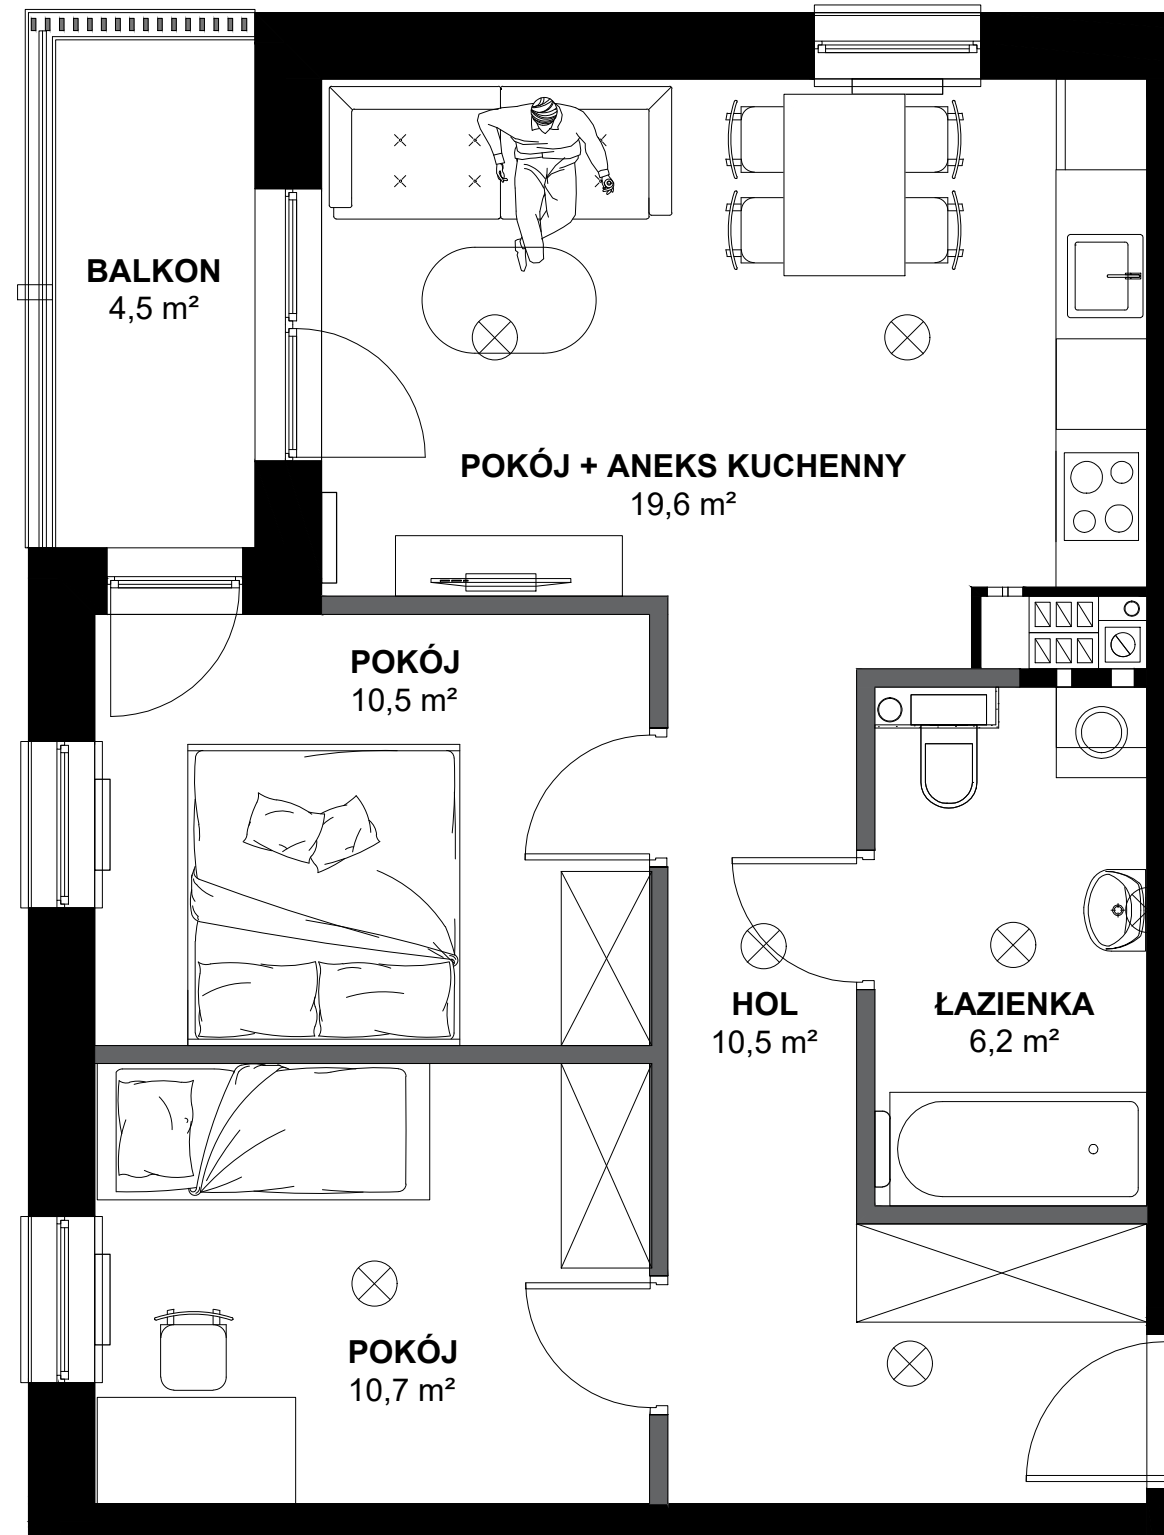 BALKON
4,5 m²
POKÓJ + ANEKS KUCHENNY
19,6 m²
POKÓJ
10,5 m²
HOL
10,5 m²
ŁAZIENKA
6,2 m²
POKÓJ
10,7 m²